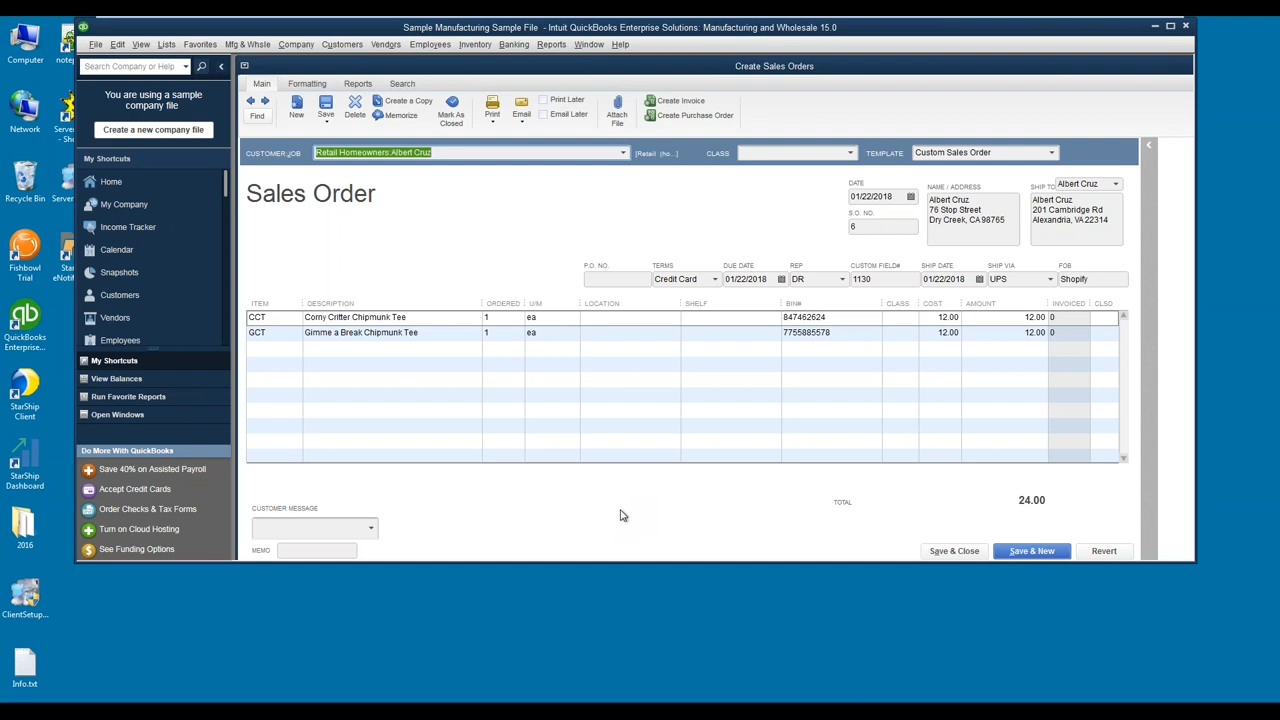 Computer
Network
Recycle Bin
Fishbowl
Trial
QuickBooks
Enterprise...
StarShip
Client
StarShip
Dashboard
2016
ClientSetup...
Info.txt
Sample Manufacturing Sample File - Intuit QuickBooks Enterprise Solutions: Manufacturing and Wholesale 15.0
File Edit View Lists Favorites Mfg & Whsle Company Customers Vendors Employees Inventory Banking Reports Window Help
Search Company or Help
You are using a sample
company file
Create a new company file
My Shortcuts
Home
My Company
Income Tracker
Calendar
Snapshots
Customers
Vendors
Employees
My Shortcuts
View Balances
Run Favorite Reports
Open Windows
Do More With QuickBooks
Save 40% on Assisted Payroll
Accept Credit Cards
Order Checks & Tax Forms
Turn on Cloud Hosting
See Funding Options
Create Sales Orders
Main Formatting Reports Search
Find New Save Delete Create a Copy Memorize Mark As Closed Print Email Print Later Email Later Attach File Create Invoice Create Purchase Order
CUSTOMER:JOB Retail Homeowners:Albert Cruz [Retail (ho...] CLASS TEMPLATE Custom Sales Order
Sales Order
DATE
01/22/2018
S.O. NO.
6
NAME / ADDRESS
Albert Cruz
76 Stop Street
Dry Creek, CA 98765
SHIP TO Albert Cruz
Albert Cruz
201 Cambridge Rd
Alexandria, VA 22314
P.O. NO. TERMS DUE DATE REP CUSTOM FIELD# SHIP DATE SHIP VIA FOB
Credit Card 01/22/2018 DR 1130 01/22/2018 UPS Shopify
ITEM DESCRIPTION ORDERED U/M LOCATION SHELF BIN# CLASS COST AMOUNT INVOICED CLSD
CCT Corny Critter Chipmunk Tee 1 ea 847462624 12.00 12.00 0
GCT Gimme a Break Chipmunk Tee 1 ea 7755885578 12.00 12.00 0
TOTAL 24.00
CUSTOMER MESSAGE
MEMO
Save & Close Save & New Revert